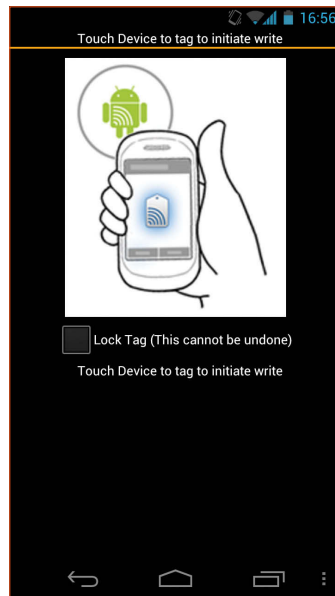 16:56
Touch Device to tag to initiate write
Lock Tag (This cannot be undone)
Touch Device to tag to initiate write